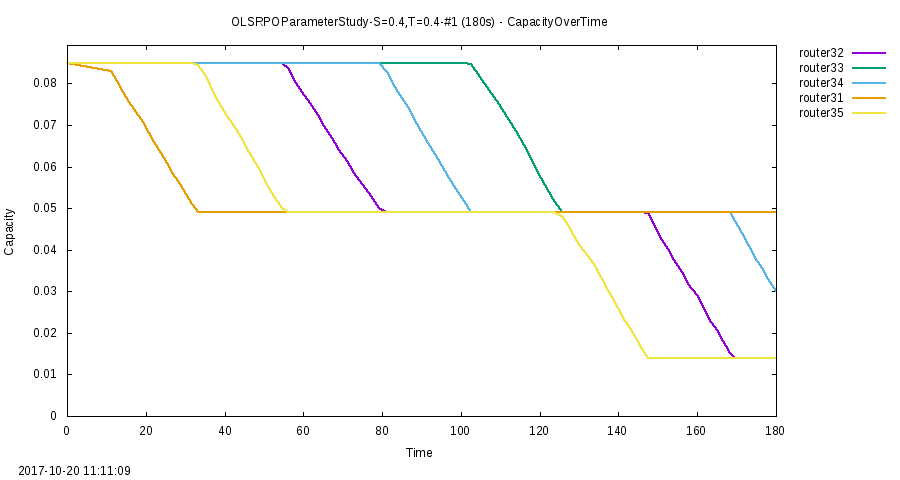 OLSRPOParameterStudy-S=0.4,T=0.4-#1 (180s) - CapacityOverTime
router32
router33
router34
router31
router35
0.08
0.07
0.06
0.05
0.04
0.03
0.02
0.01
0
Capacity
0 20 40 60 80 100 120 140 160 180
Time
2017-10-20 11:11:09